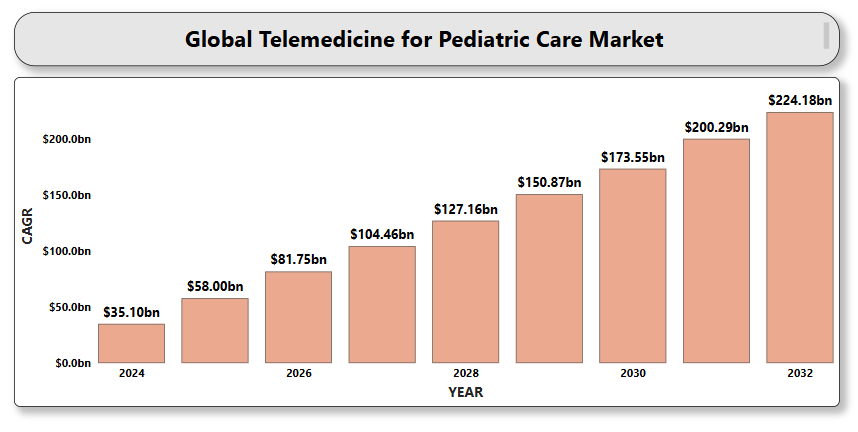 Global Telemedicine for Pediatric Care Market
$224.18bn
$200.29bn
$173.55bn
$150.87bn
$127.16bn
$104.46bn
$81.75bn
$58.00bn
$35.10bn
$200.0bn
$150.0bn
$100.0bn
$50.0bn
$0.0bn
CAGR
2024 2026 2028 2030 2032
YEAR